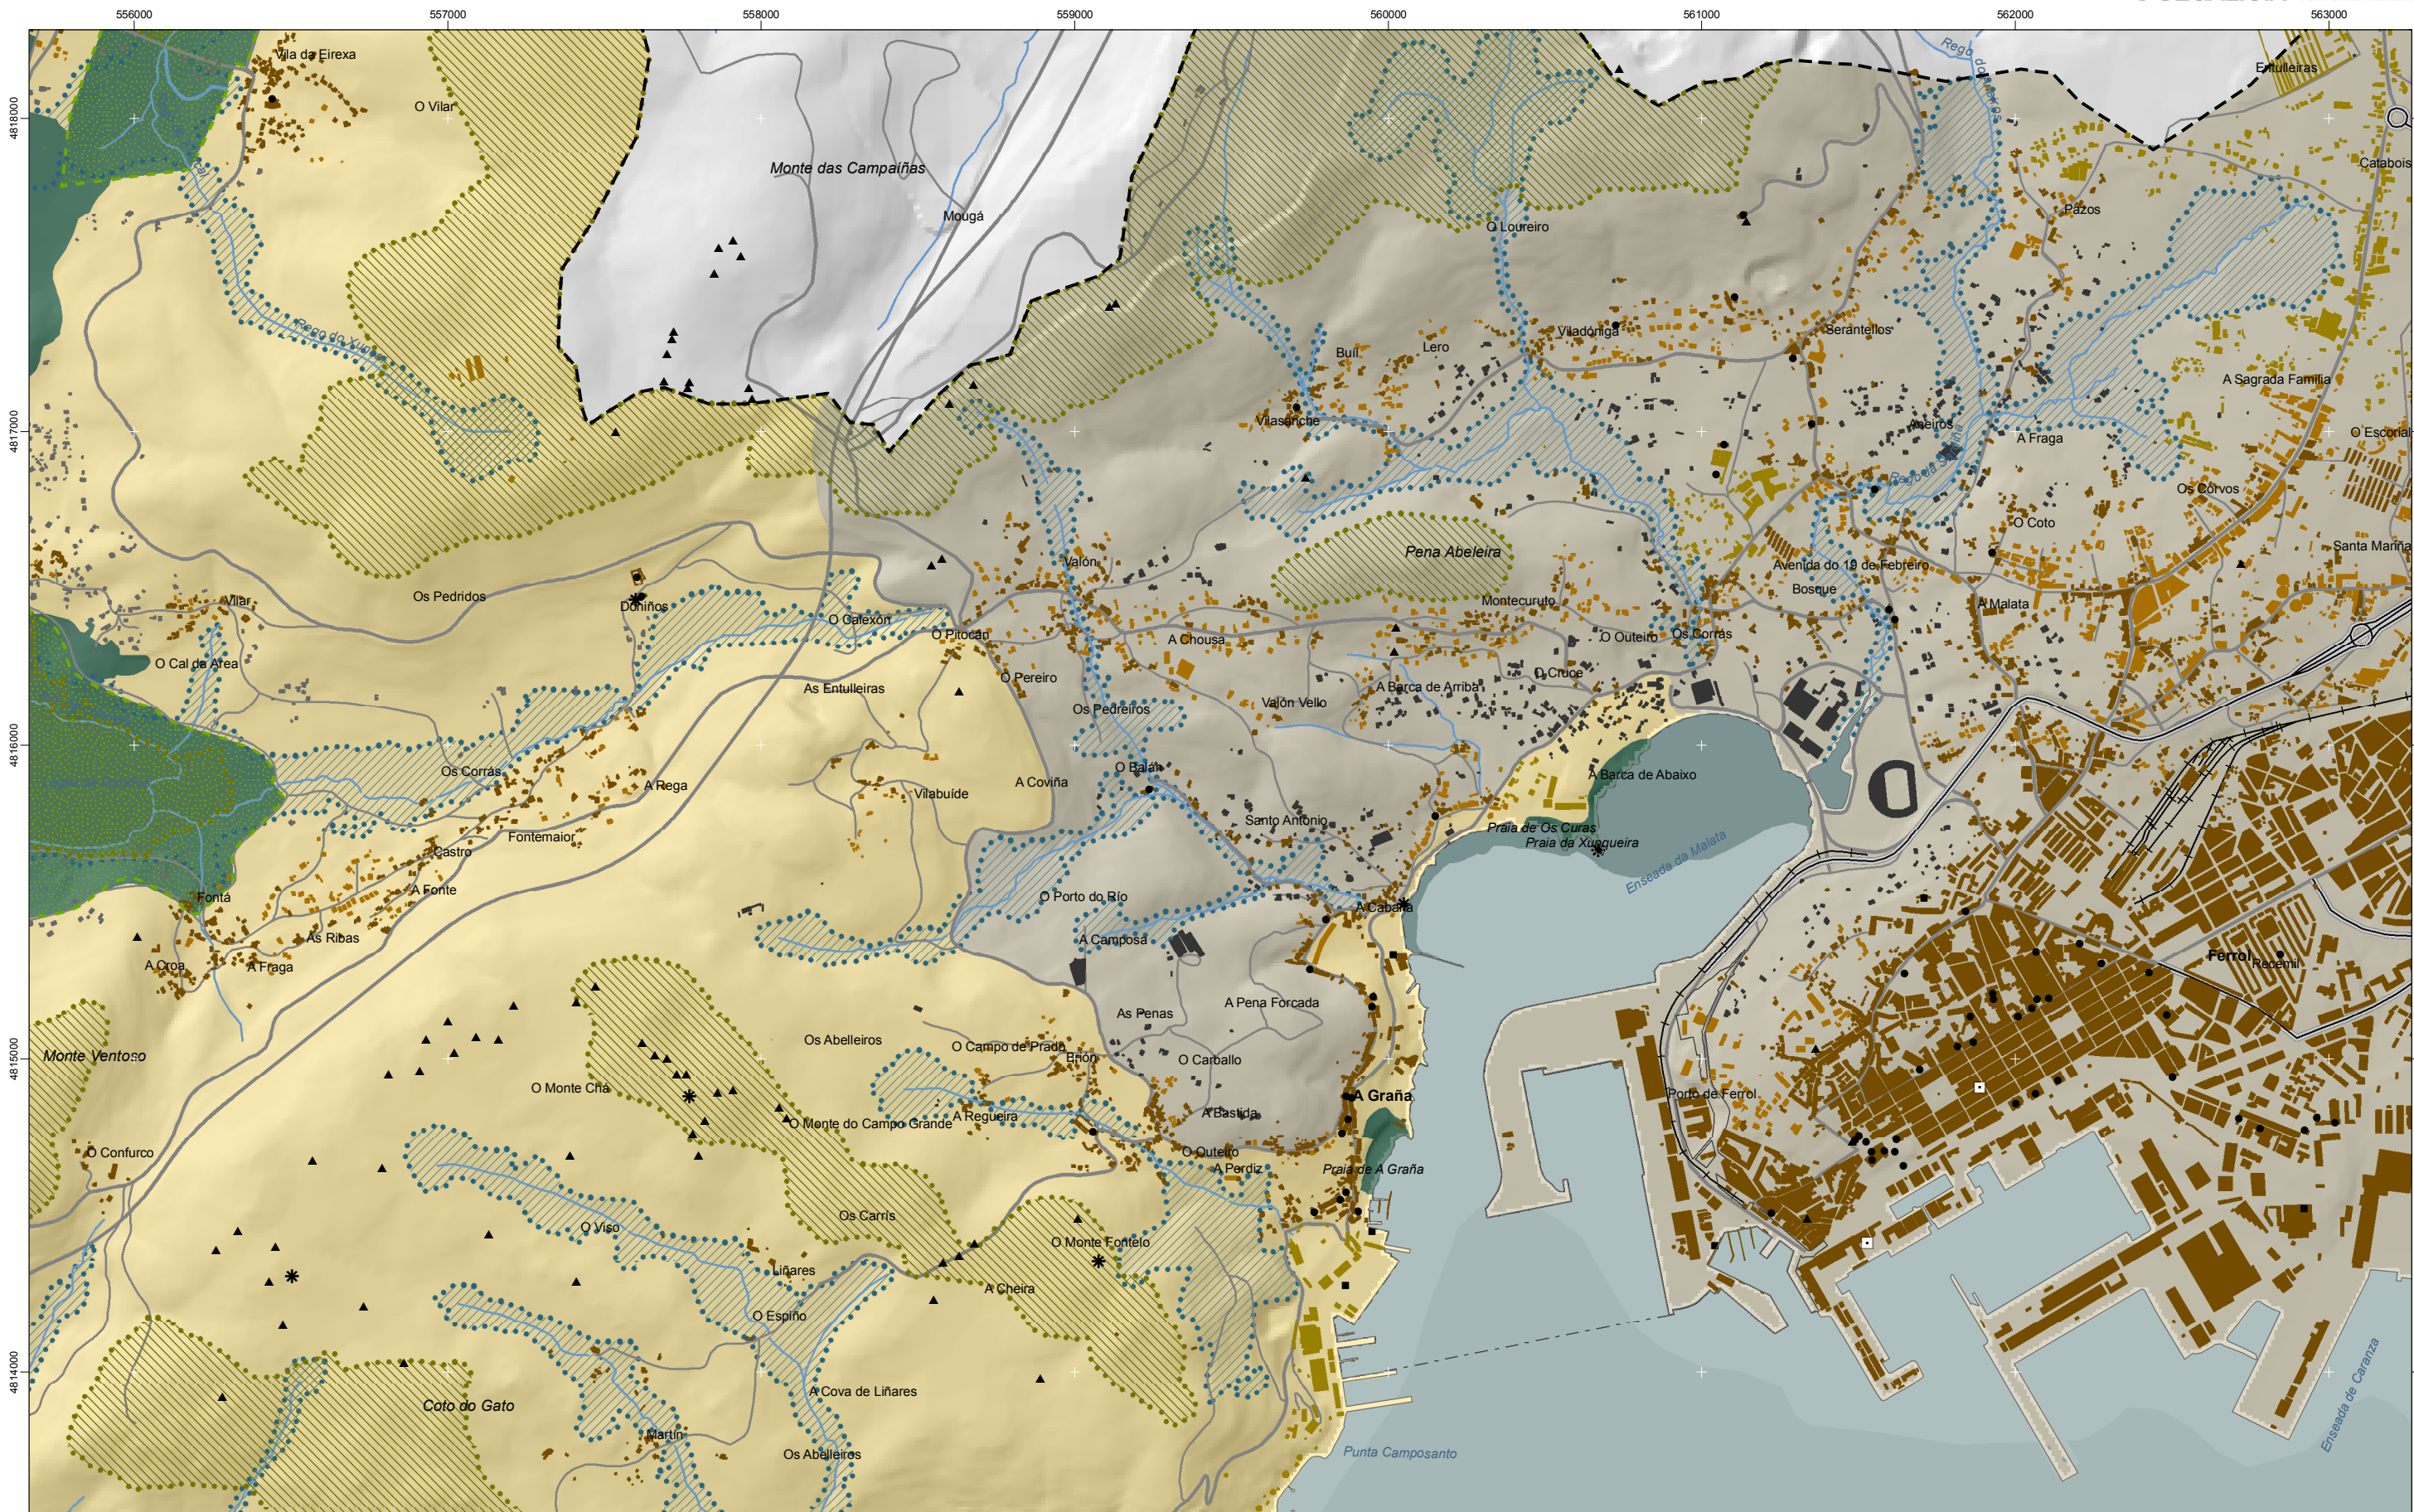 556000 557000 558000 559000 560000 561000 562000 563000
4818000
4817000
4816000
4815000
4814000
Vila da Eirexa
O Vilar
Monte das Campaíñas
Mougá
Rego
Entulleiras
Catabois
Pazos
O Loureiro
Viladóniga
Serantellos
Buíl
Lero
Vilasanche
A Sagrada Familia
Aneiros
A Fraga
O Escorial
Os Corvos
O Coto
Santa Mariña
Pena Abeleira
Valón
Avenida do 19 de Febreiro
Bosque
A Malata
Montecuruto
Os Pedridos
Vilar
Doniños
O Calexón
O Pitocán
A Chousa
O Outeiro
Os Corrás
O Cal da Area
As Entulleiras
O Pereiro
O Cruce
A Barca de Arriba
Valón Vello
Os Pedreiros
Os Corrás
A Rega
O Balán
A Coviña
A Barca de Abaixo
Vilabuíde
Santo Antonio
Praia de Os Curas
Praia da Xunqueira
Enseada da Malata
Fontemaior
Castro
A Fonte
Fontá
O Porto do Río
A Cabana
As Ribas
A Camposa
A Croa
A Fraga
Ferrol
Recemil
As Penas
A Pena Forcada
Monte Ventoso
Os Abelleiros
O Campo de Prado
Brión
O Carballo
O Monte Chá
A Graña
Porto de Ferrol
O Monte do Campo Grande
A Regueira
A Bastida
O Confurco
O Outeiro
A Perdiz
Praia de A Graña
O Viso
Os Carrís
O Monte Fontelo
Liñares
A Cheira
O Espiño
A Cova de Liñares
Coto do Gato
Martín
Os Abelleiros
Punta Camposanto
Enseada de Caranza